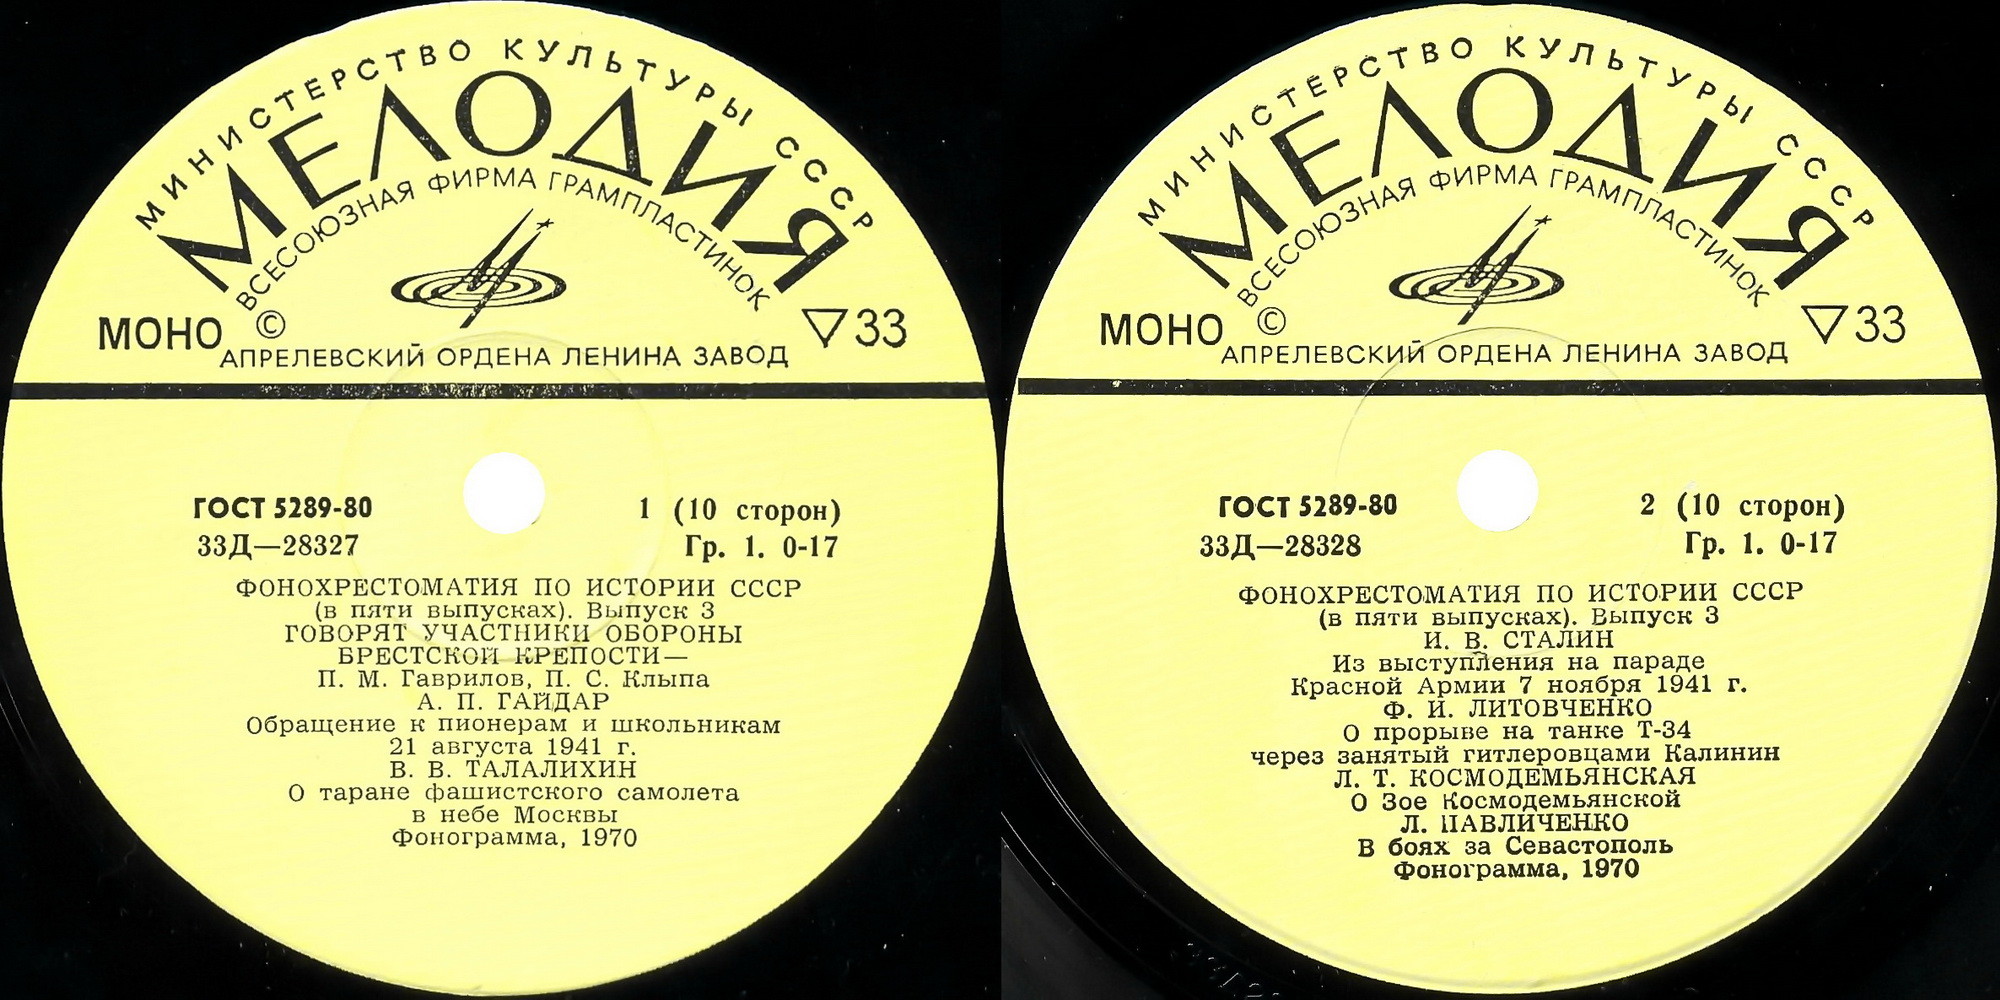 МИНИСТЕРСТВО КУЛЬТУРЫ СССР
МЕЛОДИЯ
ВСЕСОЮЗНАЯ ФИРМА ГРАМПЛАСТИНОК
МОНО © ▽33
АПРЕЛЕВСКИЙ ОРДЕНА ЛЕНИНА ЗАВОД
ГОСТ 5289-80 1 (10 сторон)
33Д—28327 Гр. 1. 0-17
ФОНОХРЕСТОМАТИЯ ПО ИСТОРИИ СССР
(в пяти выпусках). Выпуск 3
ГОВОРЯТ УЧАСТНИКИ ОБОРОНЫ
БРЕСТСКОЙ КРЕПОСТИ—
П. М. Гаврилов, П. С. Клыпа
А. П. ГАЙДАР
Обращение к пионерам и школьникам
21 августа 1941 г.
В. В. ТАЛАЛИХИН
О таране фашистского самолета
в небе Москвы
Фонограмма, 1970
МИНИСТЕРСТВО КУЛЬТУРЫ СССР
МЕЛОДИЯ
ВСЕСОЮЗНАЯ ФИРМА ГРАМПЛАСТИНОК
МОНО © ▽33
АПРЕЛЕВСКИЙ ОРДЕНА ЛЕНИНА ЗАВОД
ГОСТ 5289-80 2 (10 сторон)
33Д—28328 Гр. 1. 0-17
ФОНОХРЕСТОМАТИЯ ПО ИСТОРИИ СССР
(в пяти выпусках). Выпуск 3
И. В. СТАЛИН
Из выступления на параде
Красной Армии 7 ноября 1941 г.
Ф. И. ЛИТОВЧЕНКО
О прорыве на танке Т-34
через занятый гитлеровцами Калинин
Л. Т. КОСМОДЕМЬЯНСКАЯ
О Зое Космодемьянской
Л. ПАВЛИЧЕНКО
В боях за Севастополь
Фонограмма, 1970